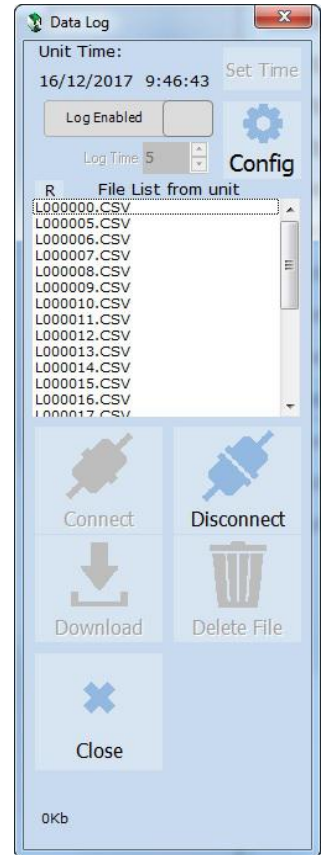 Data Log
Unit Time:
16/12/2017 9:46:43
Set Time
Log Enabled
Log Time 5
Config
R File List from unit
L000000.CSV
L000005.CSV
L000006.CSV
L000007.CSV
L000008.CSV
L000009.CSV
L000010.CSV
L000011.CSV
L000012.CSV
L000013.CSV
L000014.CSV
L000015.CSV
L000016.CSV
L000017.CSV
Connect
Disconnect
Download
Delete File
Close
0Kb